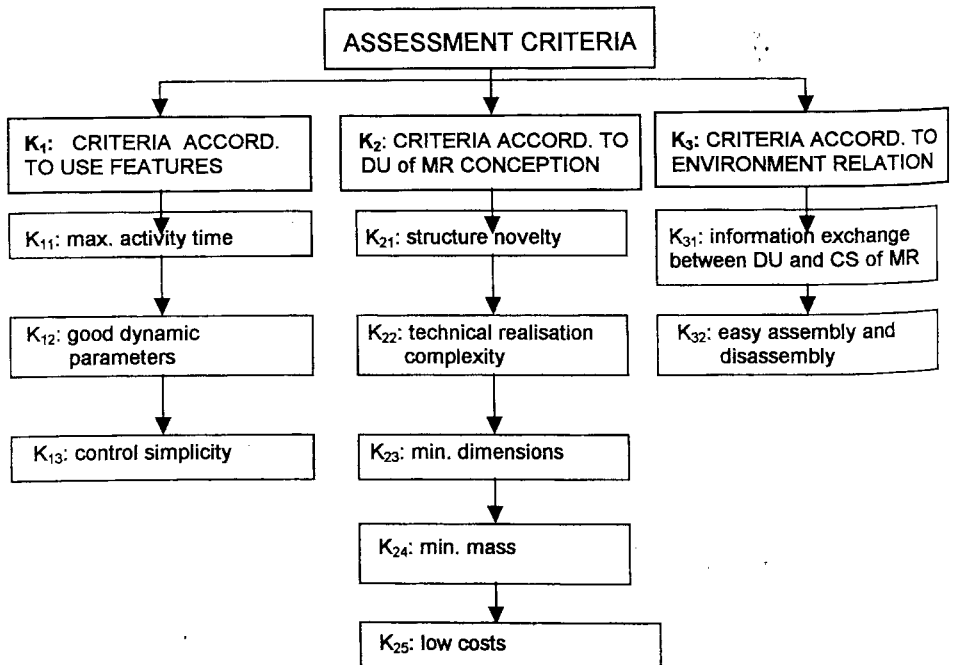 ASSESSMENT CRITERIA
K₁: CRITERIA ACCORD.
TO USE FEATURES
K₁₁: max. activity time
K₁₂: good dynamic
parameters
K₁₃: control simplicity
K₂: CRITERIA ACCORD. TO
DU of MR CONCEPTION
K₂₁: structure novelty
K₂₂: technical realisation
complexity
K₂₃: min. dimensions
K₂₄: min. mass
K₂₅: low costs
K₃: CRITERIA ACCORD. TO
ENVIRONMENT RELATION
K₃₁: information exchange
between DU and CS of MR
K₃₂: easy assembly and
disassembly